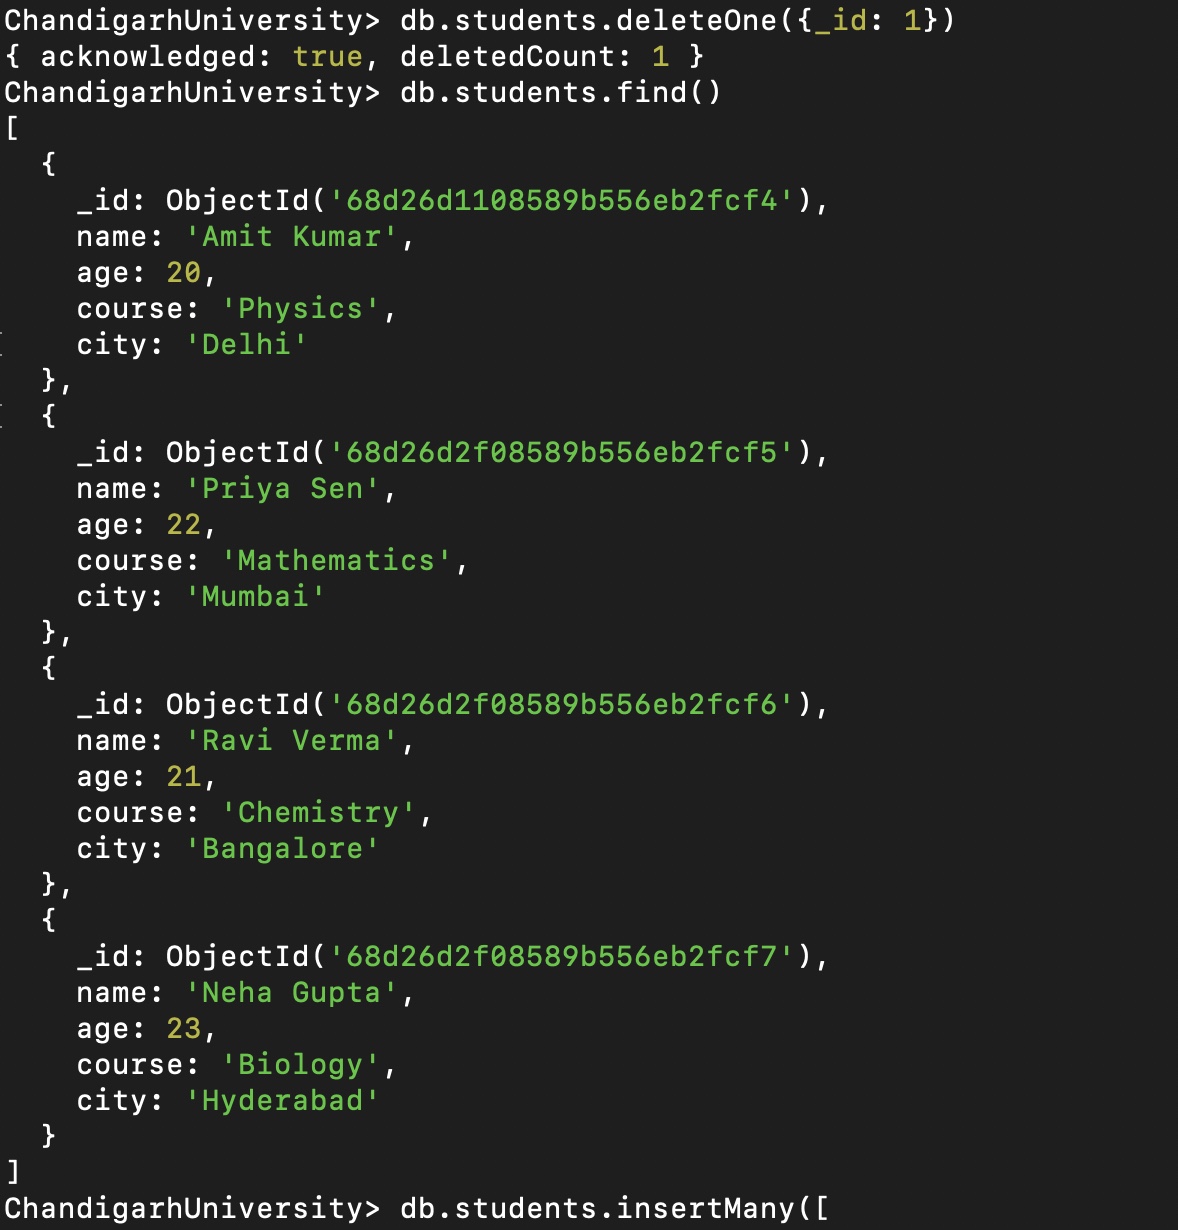 ChandigarhUniversity> db.students.deleteOne({_id: 1})
{ acknowledged: true, deletedCount: 1 }
ChandigarhUniversity> db.students.find()
[
  {
    _id: ObjectId('68d26d1108589b556eb2fcf4'),
    name: 'Amit Kumar',
    age: 20,
    course: 'Physics',
    city: 'Delhi'
  },
  {
    _id: ObjectId('68d26d2f08589b556eb2fcf5'),
    name: 'Priya Sen',
    age: 22,
    course: 'Mathematics',
    city: 'Mumbai'
  },
  {
    _id: ObjectId('68d26d2f08589b556eb2fcf6'),
    name: 'Ravi Verma',
    age: 21,
    course: 'Chemistry',
    city: 'Bangalore'
  },
  {
    _id: ObjectId('68d26d2f08589b556eb2fcf7'),
    name: 'Neha Gupta',
    age: 23,
    course: 'Biology',
    city: 'Hyderabad'
  }
]
ChandigarhUniversity> db.students.insertMany([